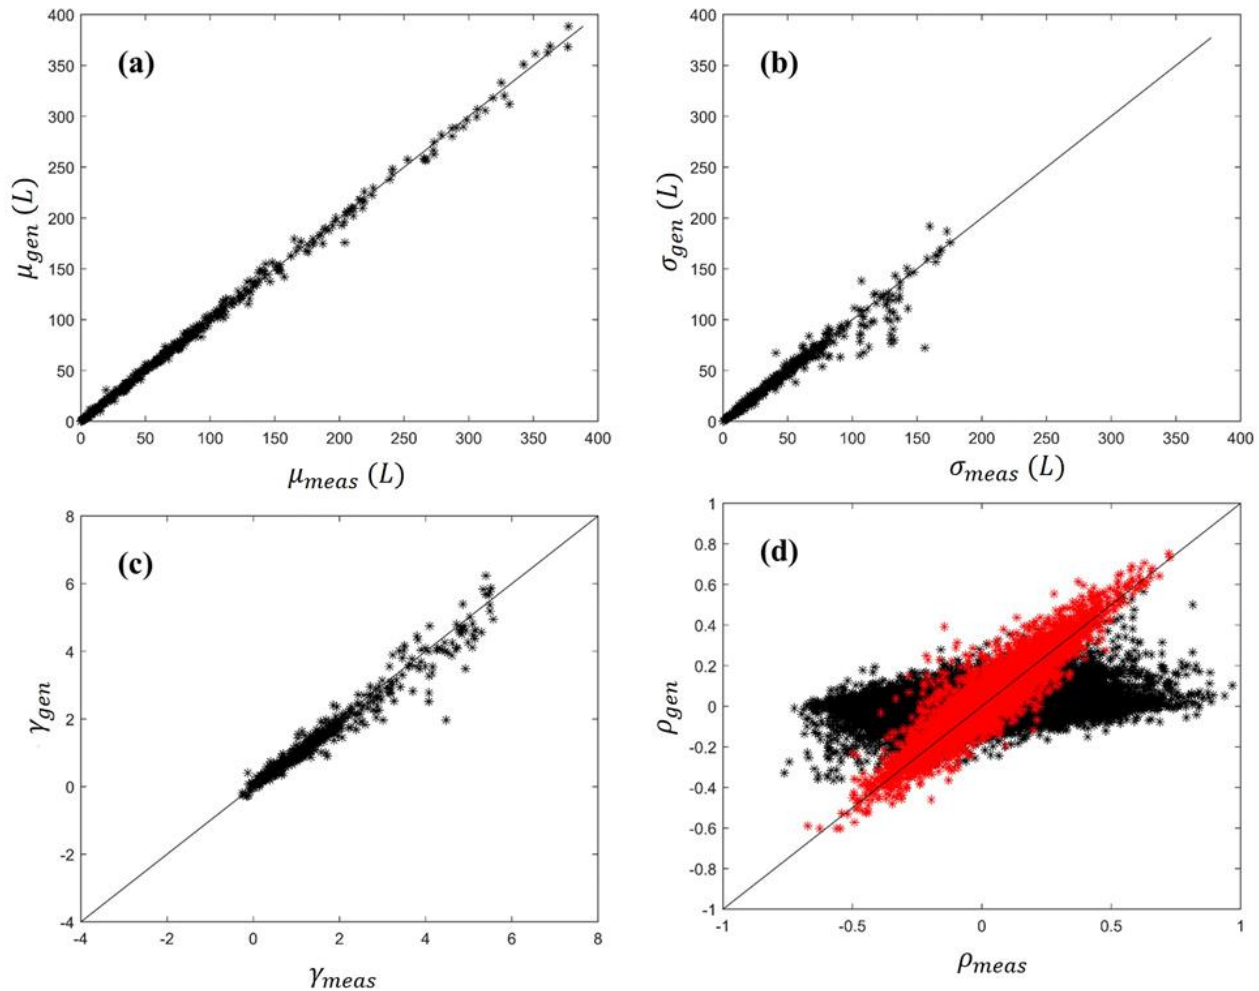 (a)
400
350
300
250
200
150
100
50
0
0 50 100 150 200 250 300 350 400
μgen (L)
μmeas (L)
(b)
400
350
300
250
200
150
100
50
0
0 50 100 150 200 250 300 350 400
σgen (L)
σmeas (L)
(c)
8
6
4
2
0
-2
-4
-4 -2 0 2 4 6 8
γgen
γmeas
(d)
1
0.8
0.6
0.4
0.2
0
-0.2
-0.4
-0.6
-0.8
-1
-1 -0.5 0 0.5 1
ρgen
ρmeas